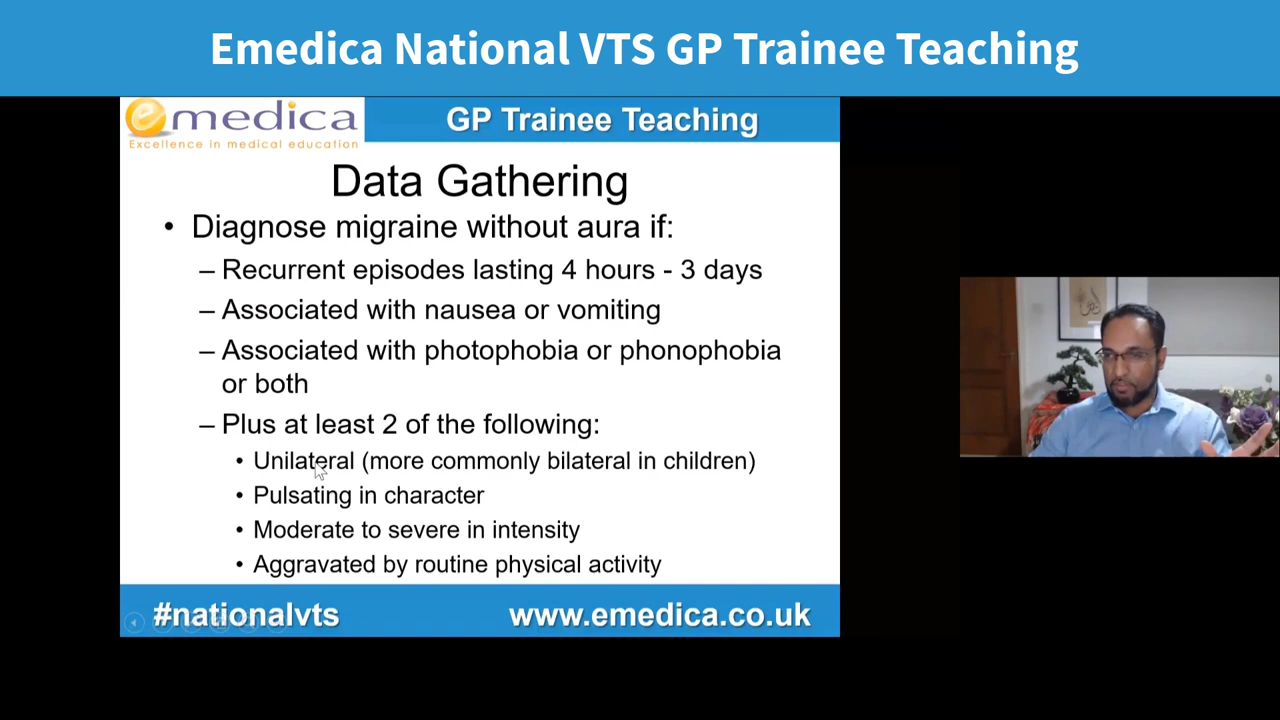 Emedica National VTS GP Trainee Teaching
emedica
Excellence in medical education
GP Trainee Teaching
Data Gathering
• Diagnose migraine without aura if:
– Recurrent episodes lasting 4 hours - 3 days
– Associated with nausea or vomiting
– Associated with photophobia or phonophobia
or both
– Plus at least 2 of the following:
• Unilateral (more commonly bilateral in children)
• Pulsating in character
• Moderate to severe in intensity
• Aggravated by routine physical activity
#nationalvts
www.emedica.co.uk